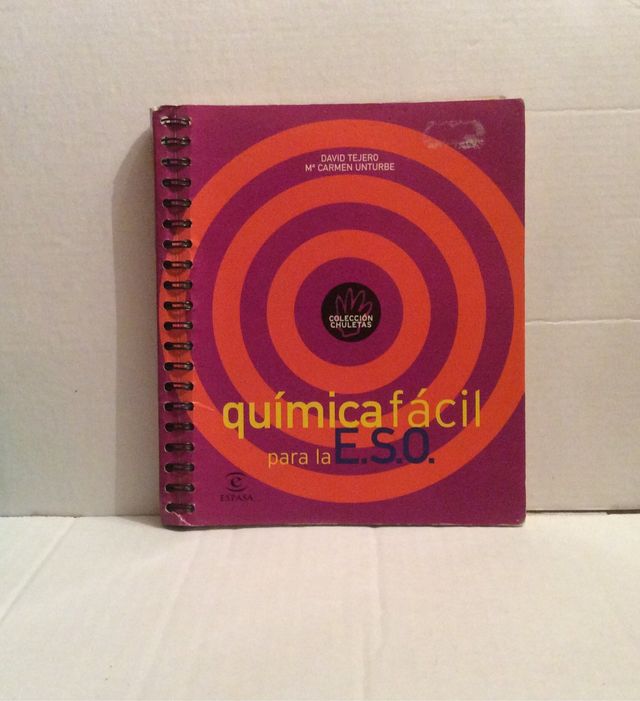 DAVID TEJERO
Mª CARMEN UNTURBE
COLECCIÓN
CHULETAS
químicafácil
para la E.S.O.
ESPASA